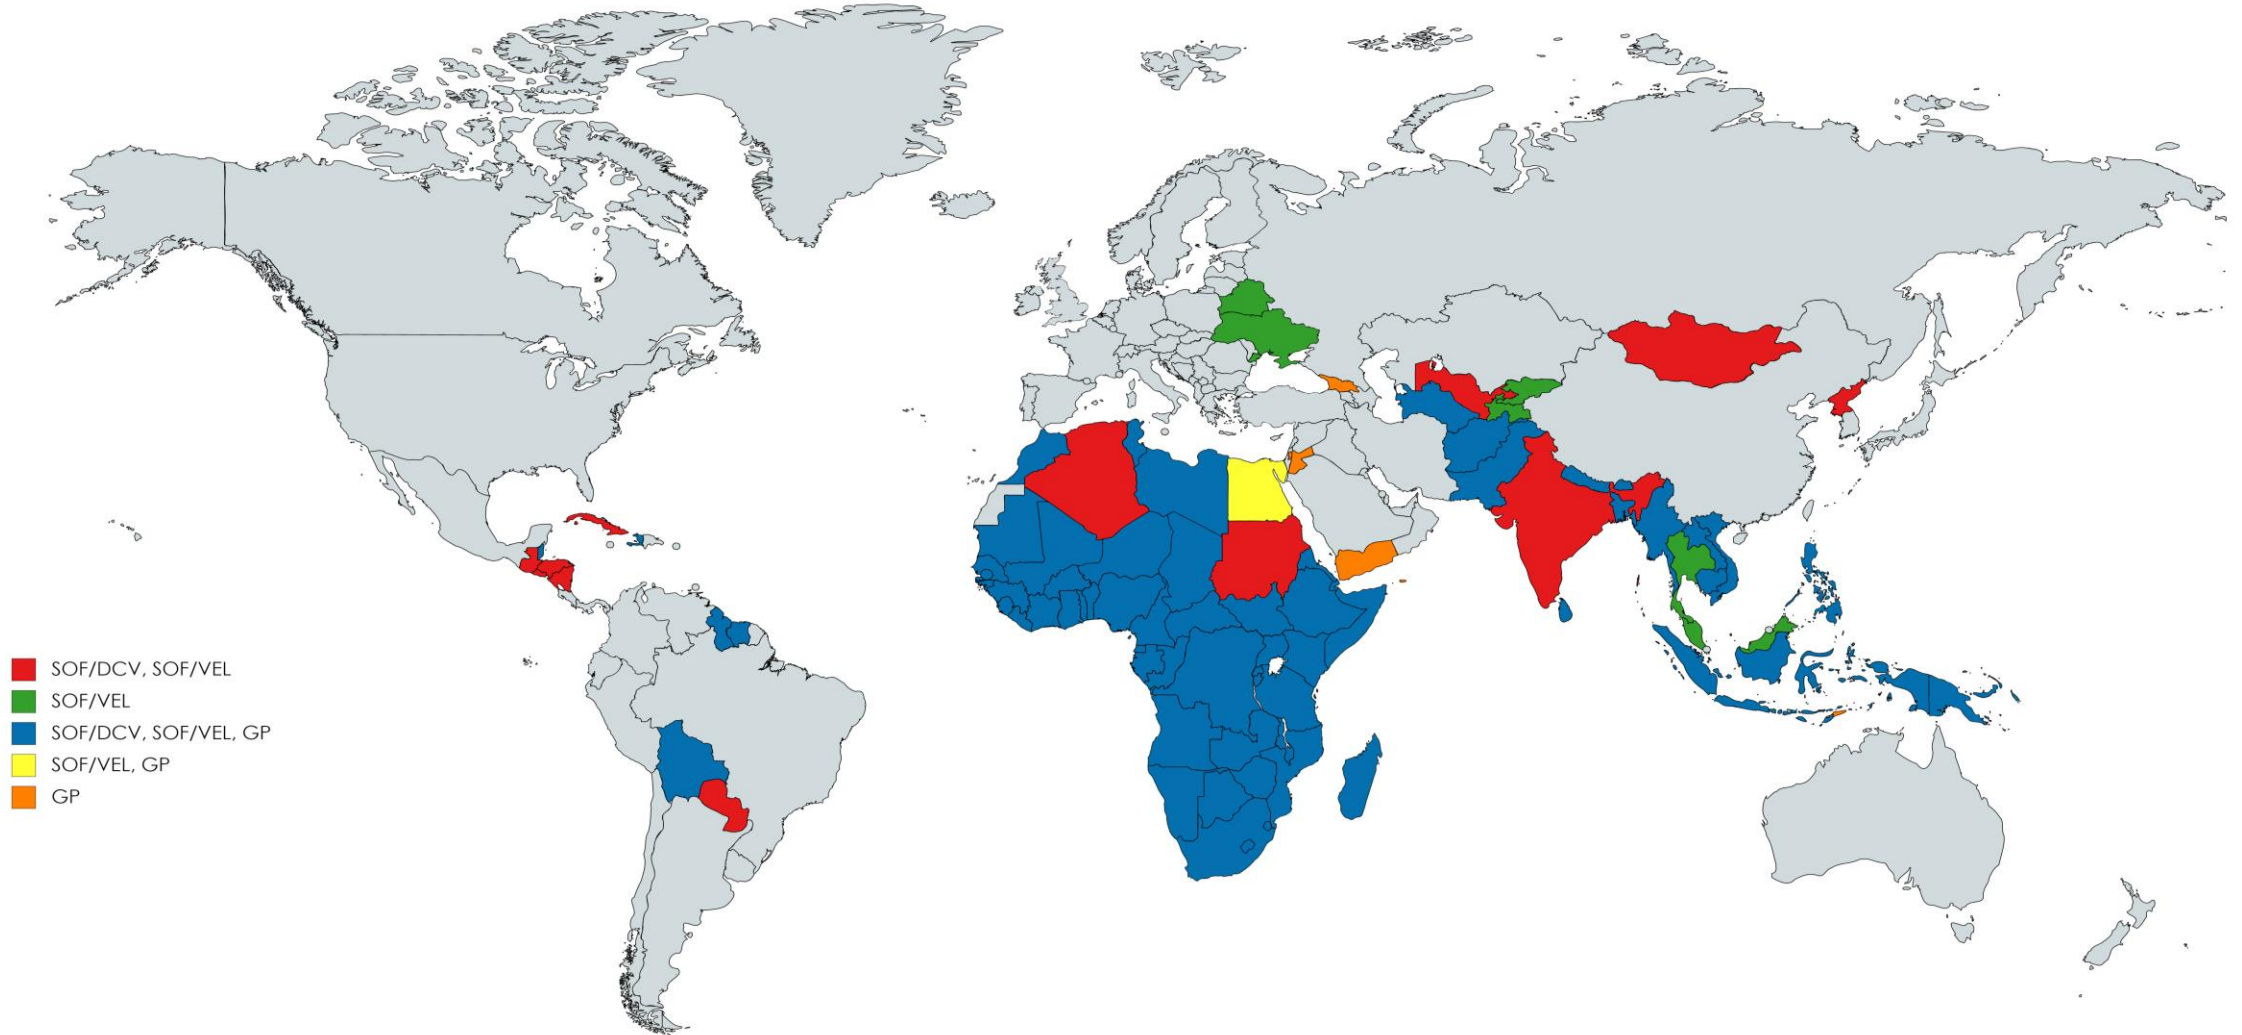 SOF/DCV, SOF/VEL
SOF/VEL
SOF/DCV, SOF/VEL, GP
SOF/VEL, GP
GP